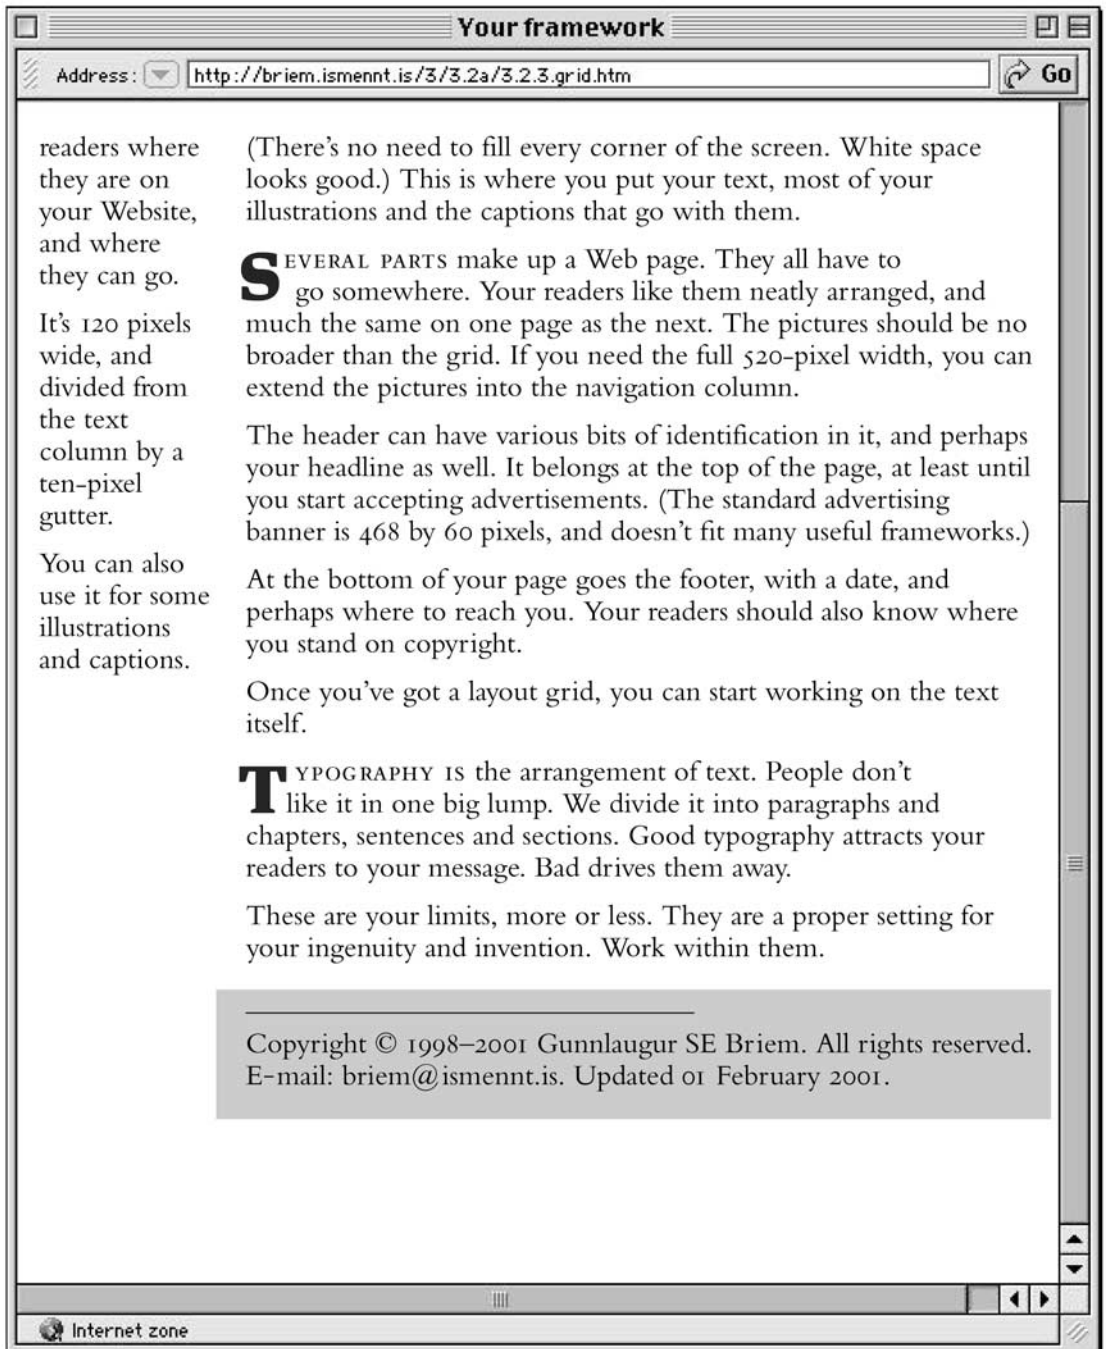 Your framework
Address: http://briem.ismennt.is/3/3.2a/3.2.3.grid.htm Go
readers where
they are on
your Website,
and where
they can go.
It's 120 pixels
wide, and
divided from
the text
column by a
ten-pixel
gutter.
You can also
use it for some
illustrations
and captions.
(There's no need to fill every corner of the screen. White space
looks good.) This is where you put your text, most of your
illustrations and the captions that go with them.
SEVERAL PARTS make up a Web page. They all have to
go somewhere. Your readers like them neatly arranged, and
much the same on one page as the next. The pictures should be no
broader than the grid. If you need the full 520-pixel width, you can
extend the pictures into the navigation column.
The header can have various bits of identification in it, and perhaps
your headline as well. It belongs at the top of the page, at least until
you start accepting advertisements. (The standard advertising
banner is 468 by 60 pixels, and doesn't fit many useful frameworks.)
At the bottom of your page goes the footer, with a date, and
perhaps where to reach you. Your readers should also know where
you stand on copyright.
Once you've got a layout grid, you can start working on the text
itself.
TYPOGRAPHY IS the arrangement of text. People don't
like it in one big lump. We divide it into paragraphs and
chapters, sentences and sections. Good typography attracts your
readers to your message. Bad drives them away.
These are your limits, more or less. They are a proper setting for
your ingenuity and invention. Work within them.
Copyright © 1998–2001 Gunnlaugur SE Briem. All rights reserved.
E-mail: briem@ismennt.is. Updated 01 February 2001.
Internet zone